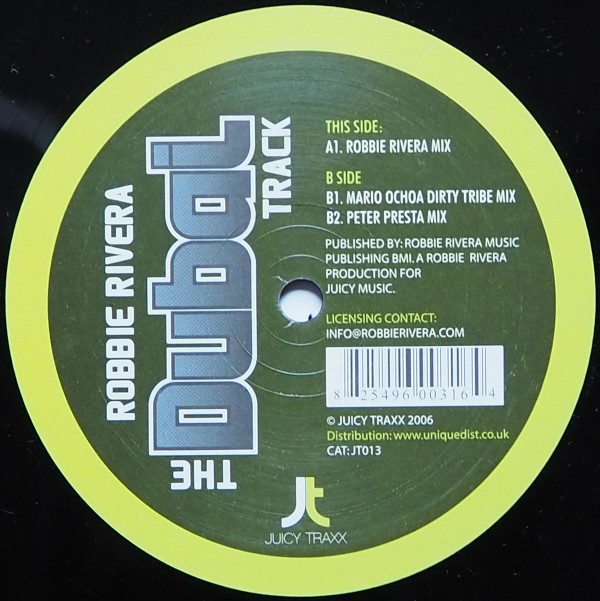 ROBBIE RIVERA
THE
Dubai
TRACK
THIS SIDE:
A1. ROBBIE RIVERA MIX
B SIDE
B1. MARIO OCHOA DIRTY TRIBE MIX
B2. PETER PRESTA MIX
PUBLISHED BY: ROBBIE RIVERA MUSIC
PUBLISHING BMI. A ROBBIE RIVERA
PRODUCTION FOR
JUICY MUSIC.
LICENSING CONTACT:
INFO@ROBBIERIVERA.COM
8 25496 00316 4
© JUICY TRAXX 2006
Distribution: www.uniquedist.co.uk
CAT: JT013
Jt
JUICY TRAXX